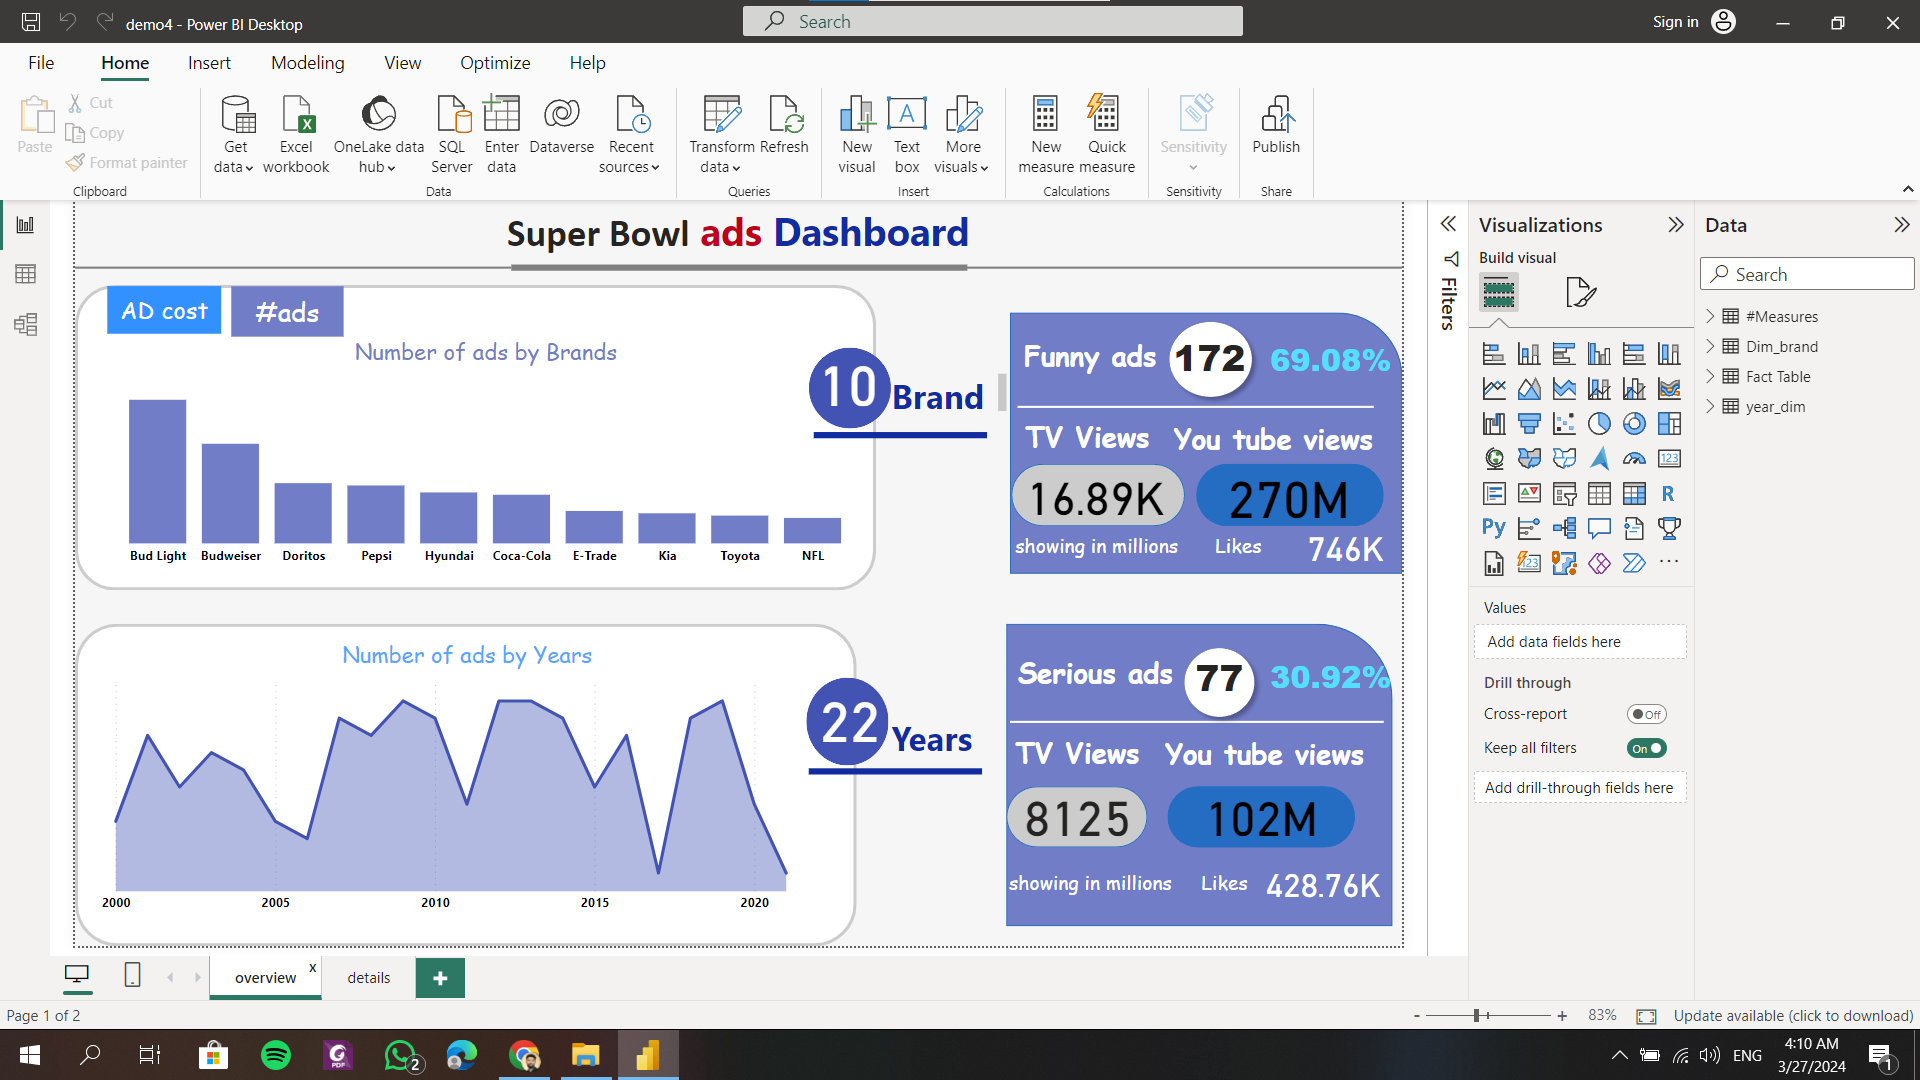 demo4 - Power BI Desktop
Search
Sign in
File Home Insert Modeling View Optimize Help
Paste
Cut
Copy
Format painter
Clipboard
Get data
Excel workbook
OneLake data hub
SQL Server
Enter data
Dataverse
Recent sources
Data
Transform data
Refresh
Queries
New visual
Text box
More visuals
Insert
New measure
Quick measure
Calculations
Sensitivity
Sensitivity
Publish
Share
Super Bowl ads Dashboard
AD cost
#ads
Number of ads by Brands
Bud Light Budweiser Doritos Pepsi Hyundai Coca-Cola E-Trade Kia Toyota NFL
10 Brand
Funny ads 172 69.08%
TV Views You tube views
16.89K 270M
showing in millions Likes 746K
Number of ads by Years
2000 2005 2010 2015 2020
22 Years
Serious ads 77 30.92%
TV Views You tube views
8125 102M
showing in millions Likes 428.76K
Filters
Visualizations
Build visual
123
R
Py
123
...
Values
Add data fields here
Drill through
Cross-report Off
Keep all filters On
Add drill-through fields here
Data
Search
#Measures
Dim_brand
Fact Table
year_dim
overview x
details
+
Page 1 of 2
- + 83%
Update available (click to download)
PDF
2
ENG
4:10 AM
3/27/2024
1